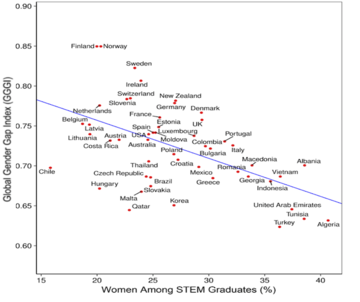 Global Gender Gap Index (GGGI)
0.90
0.85
0.80
0.75
0.70
0.65
0.60
Finland
Norway
Sweden
Ireland
Switzerland
Slovenia
New Zealand
Germany
Netherlands
Denmark
France
Belgium
Estonia
UK
Latvia
Spain
Luxembourg
Lithuania
Austria
USA
Moldova
Portugal
Costa Rica
Australia
Colombia
Italy
Poland
Bulgaria
Thailand
Croatia
Macedonia
Albania
Chile
Czech Republic
Mexico
Romania
Vietnam
Hungary
Brazil
Greece
Georgia
Slovakia
Indonesia
Malta
Qatar
Korea
United Arab Emirates
Tunisia
Turkey
Algeria
15
20
25
30
35
40
Women Among STEM Graduates (%)